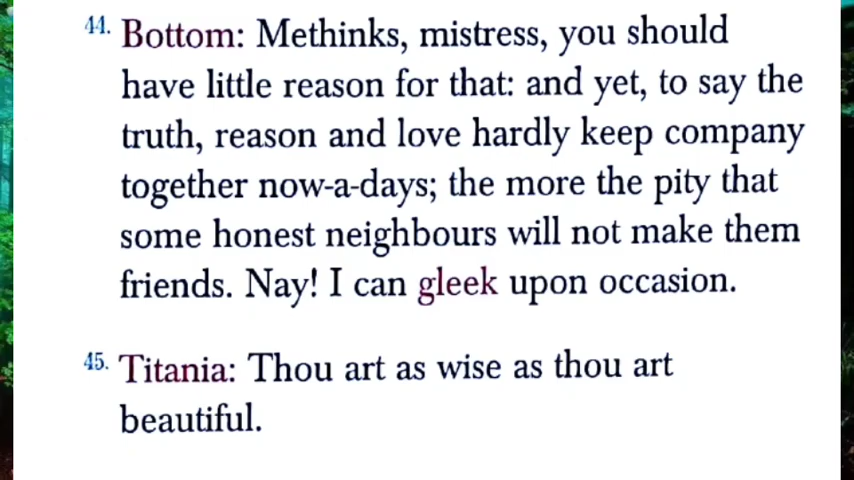 44. Bottom: Methinks, mistress, you should
have little reason for that: and yet, to say the
truth, reason and love hardly keep company
together now-a-days; the more the pity that
some honest neighbours will not make them
friends. Nay! I can gleek upon occasion.
45. Titania: Thou art as wise as thou art
beautiful.